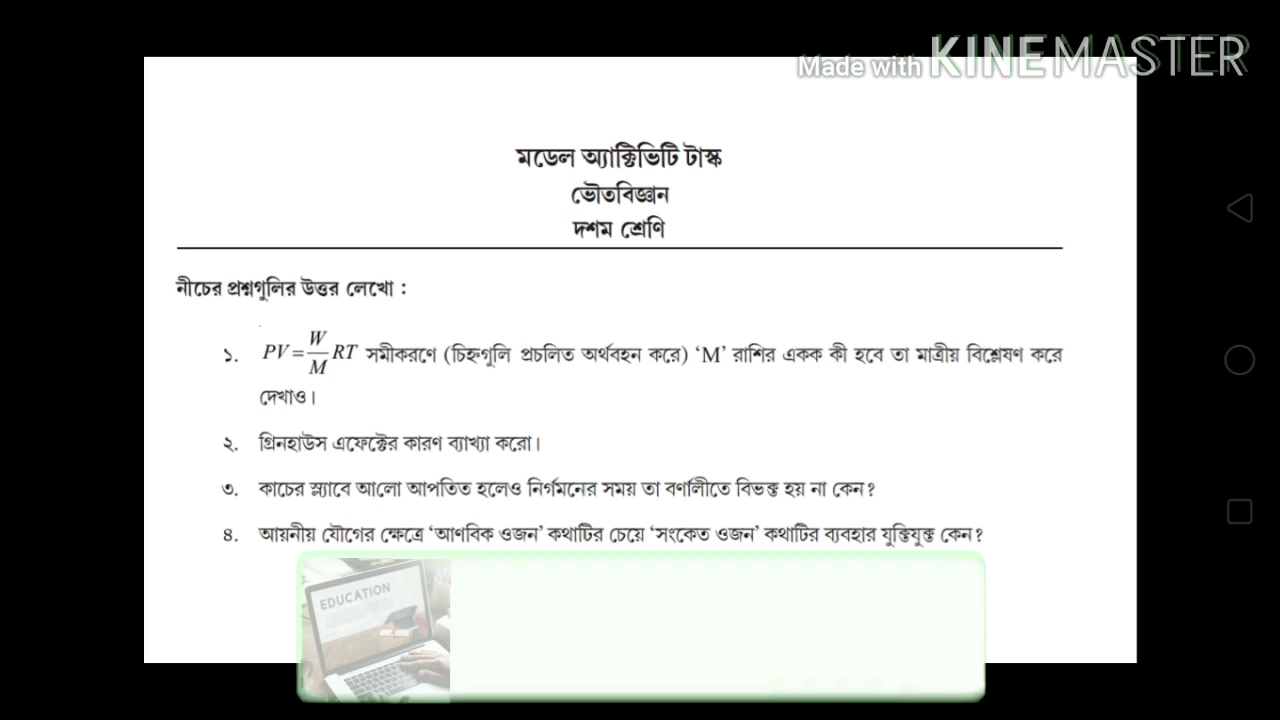 Made with KINEMASTER
মডেল অ্যাক্টিভিটি টাস্ক
ভৌতবিজ্ঞান
দশম শ্রেণি
নীচের প্রশ্নগুলির উত্তর লেখো :
১. PV = W/M RT সমীকরণে (চিহ্নগুলি প্রচলিত অর্থবহন করে) ‘M’ রাশির একক কী হবে তা মাত্রীয় বিশ্লেষণ করে
দেখাও।
২. গ্রিনহাউস এফেক্টের কারণ ব্যাখ্যা করো।
৩. কাচের স্ল্যাবে আলো আপতিত হলেও নির্গমনের সময় তা বর্ণালীতে বিভক্ত হয় না কেন?
৪. আয়নীয় যৌগের ক্ষেত্রে ‘আণবিক ওজন’ কথাটির চেয়ে ‘সংকেত ওজন’ কথাটির ব্যবহার যুক্তিযুক্ত কেন?
EDUCATION